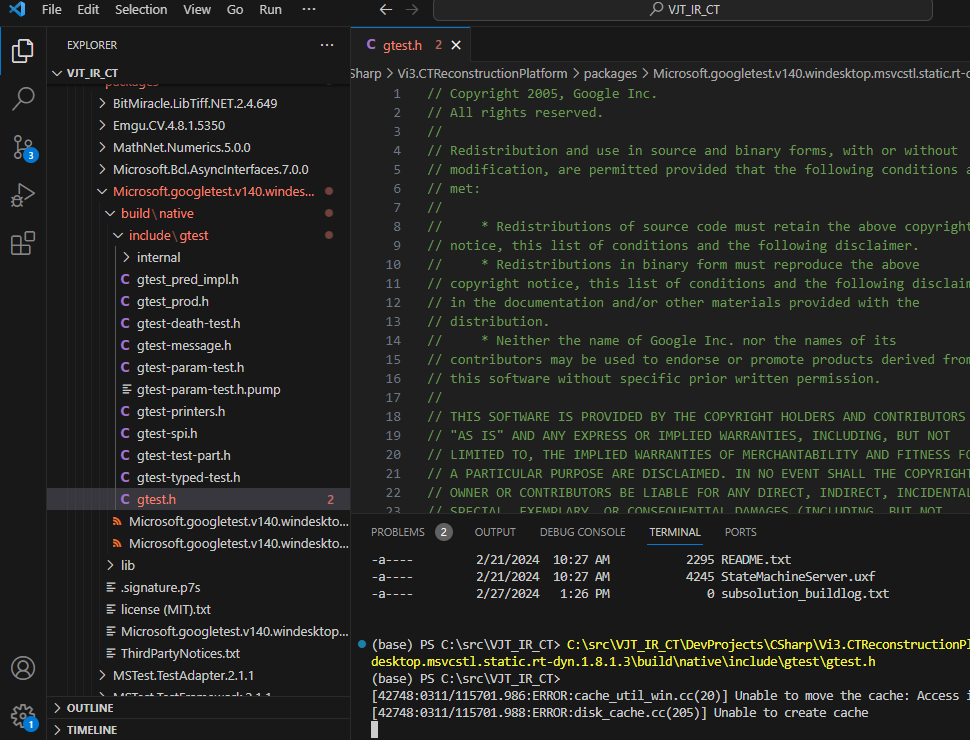 File Edit Selection View Go Run ··· VJT_IR_CT
EXPLORER ···
VJT_IR_CT
packages
BitMiracle.LibTiff.NET.2.4.649
Emgu.CV.4.8.1.5350
MathNet.Numerics.5.0.0
Microsoft.Bcl.AsyncInterfaces.7.0.0
Microsoft.googletest.v140.windes...
build\native
include\gtest
internal
gtest_pred_impl.h
gtest_prod.h
gtest-death-test.h
gtest-message.h
gtest-param-test.h
gtest-param-test.h.pump
gtest-printers.h
gtest-spi.h
gtest-test-part.h
gtest-typed-test.h
gtest.h 2
Microsoft.googletest.v140.windeskto...
Microsoft.googletest.v140.windeskto...
lib
.signature.p7s
license (MIT).txt
Microsoft.googletest.v140.windesktop...
ThirdPartyNotices.txt
MSTest.TestAdapter.2.1.1
MSTest.TestFramework.2.1.1
OUTLINE
TIMELINE
3
1
C gtest.h 2
Sharp > Vi3.CTReconstructionPlatform > packages > Microsoft.googletest.v140.windesktop.msvcstl.static.rt-d
1 // Copyright 2005, Google Inc.
2 // All rights reserved.
3 //
4 // Redistribution and use in source and binary forms, with or without
5 // modification, are permitted provided that the following conditions a
6 // met:
7 //
8 //     * Redistributions of source code must retain the above copyright
9 // notice, this list of conditions and the following disclaimer.
10 //     * Redistributions in binary form must reproduce the above
11 // copyright notice, this list of conditions and the following disclaim
12 // in the documentation and/or other materials provided with the
13 // distribution.
14 //     * Neither the name of Google Inc. nor the names of its
15 // contributors may be used to endorse or promote products derived from
16 // this software without specific prior written permission.
17 //
18 // THIS SOFTWARE IS PROVIDED BY THE COPYRIGHT HOLDERS AND CONTRIBUTORS
19 // "AS IS" AND ANY EXPRESS OR IMPLIED WARRANTIES, INCLUDING, BUT NOT
20 // LIMITED TO, THE IMPLIED WARRANTIES OF MERCHANTABILITY AND FITNESS FO
21 // A PARTICULAR PURPOSE ARE DISCLAIMED. IN NO EVENT SHALL THE COPYRIGHT
22 // OWNER OR CONTRIBUTORS BE LIABLE FOR ANY DIRECT, INDIRECT, INCIDENTAL
23 // SPECIAL, EXEMPLARY, OR CONSEQUENTIAL DAMAGES (INCLUDING, BUT NOT
PROBLEMS 2 OUTPUT DEBUG CONSOLE TERMINAL PORTS
-a---- 2/21/2024 10:27 AM 2295 README.txt
-a---- 2/21/2024 10:27 AM 4245 StateMachineServer.uxf
-a---- 2/27/2024 1:26 PM 0 subsolution_buildlog.txt
(base) PS C:\src\VJT_IR_CT> C:\src\VJT_IR_CT\DevProjects\CSharp\Vi3.CTReconstructionPl
desktop.msvcstl.static.rt-dyn.1.8.1.3\build\native\include\gtest\gtest.h
(base) PS C:\src\VJT_IR_CT>
[42748:0311/115701.986:ERROR:cache_util_win.cc(20)] Unable to move the cache: Access i
[42748:0311/115701.988:ERROR:disk_cache.cc(205)] Unable to create cache